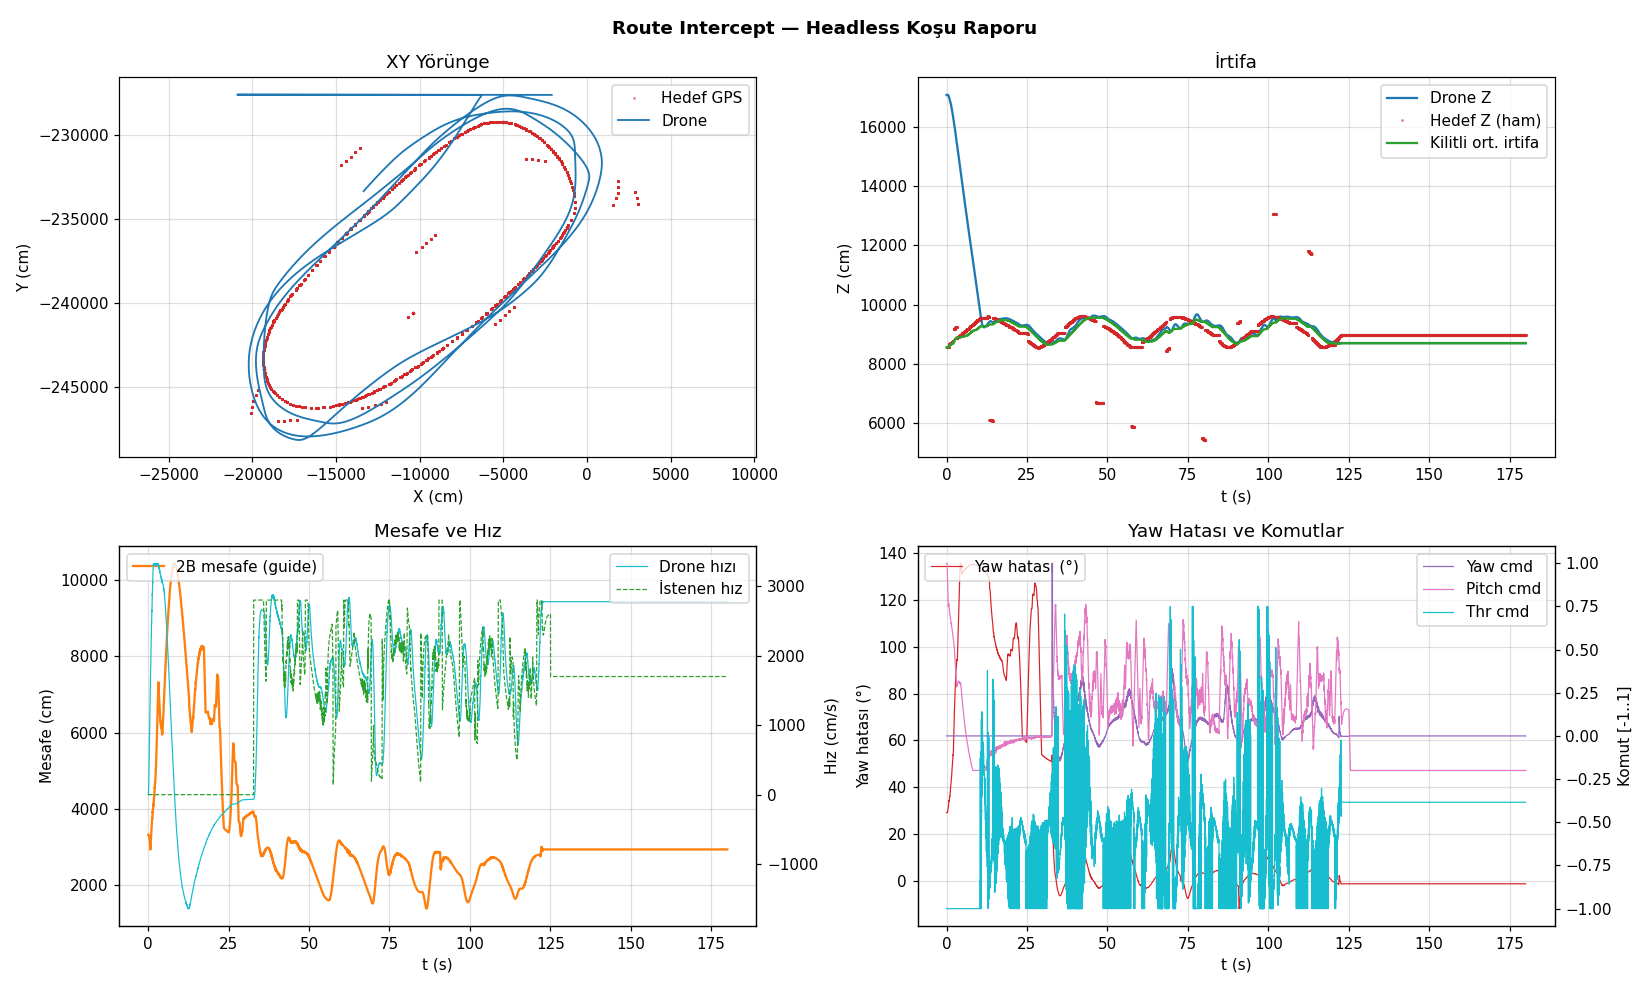 Route Intercept — Headless Koşu Raporu
XY Yörünge
Hedef GPS
Drone
−230000
−235000
−240000
−245000
Y (cm)
−25000 −20000 −15000 −10000 −5000 0 5000 10000
X (cm)
İrtifa
Drone Z
Hedef Z (ham)
Kilitli ort. irtifa
16000
14000
12000
10000
8000
6000
Z (cm)
0 25 50 75 100 125 150 175
t (s)
Mesafe ve Hız
2B mesafe (guide)
Drone hızı
İstenen hız
10000
8000
6000
4000
2000
Mesafe (cm)
3000
2000
1000
0
−1000
Hız (cm/s)
0 25 50 75 100 125 150 175
t (s)
Yaw Hatası ve Komutlar
Yaw hatası (°)
Yaw cmd
Pitch cmd
Thr cmd
140
120
100
80
60
40
20
0
Yaw hatası (°)
1.00
0.75
0.50
0.25
0.00
−0.25
−0.50
−0.75
−1.00
Komut [-1..1]
0 25 50 75 100 125 150 175
t (s)